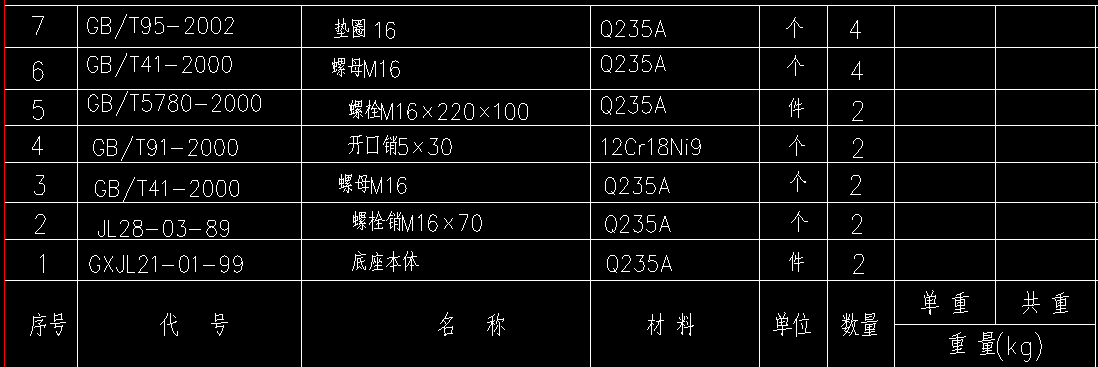 7 GB/T95-2002 垫圈16 Q235A 个 4
6 GB/T41-2000 螺母M16 Q235A 个 4
5 GB/T5780-2000 螺栓M16×220×100 Q235A 件 2
4 GB/T91-2000 开口销5×30 12Cr18Ni9 个 2
3 GB/T41-2000 螺母M16 Q235A 个 2
2 JL28-03-89 螺栓销M16×70 Q235A 个 2
1 GXJL21-01-99 底座本体 Q235A 件 2
序号 代 号 名 称 材 料 单位 数量 单 重 共 重
重 量(kg)